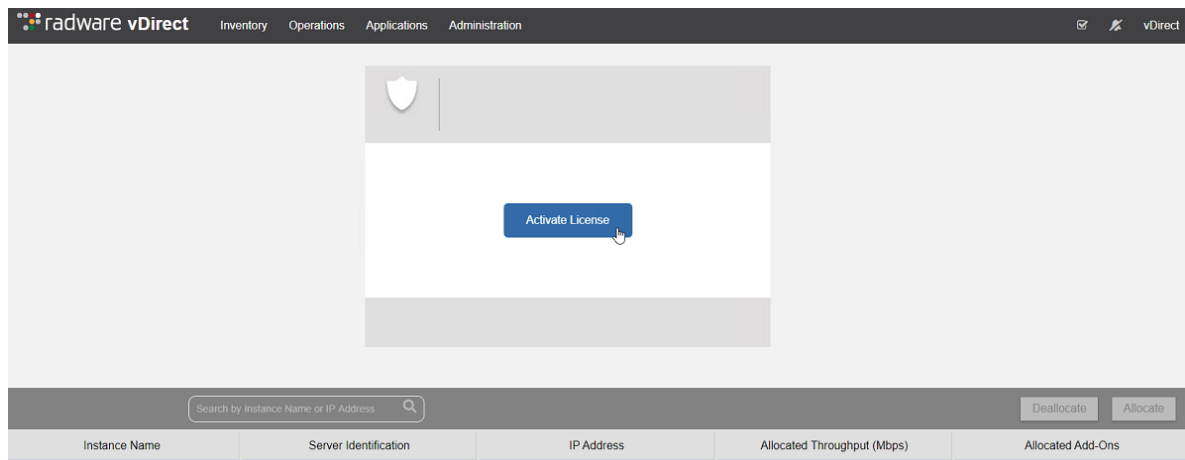 radware vDirect Inventory Operations Applications Administration vDirect
Activate License
Search by Instance Name or IP Address Deallocate Allocate
Instance Name Server Identification IP Address Allocated Throughput (Mbps) Allocated Add-Ons